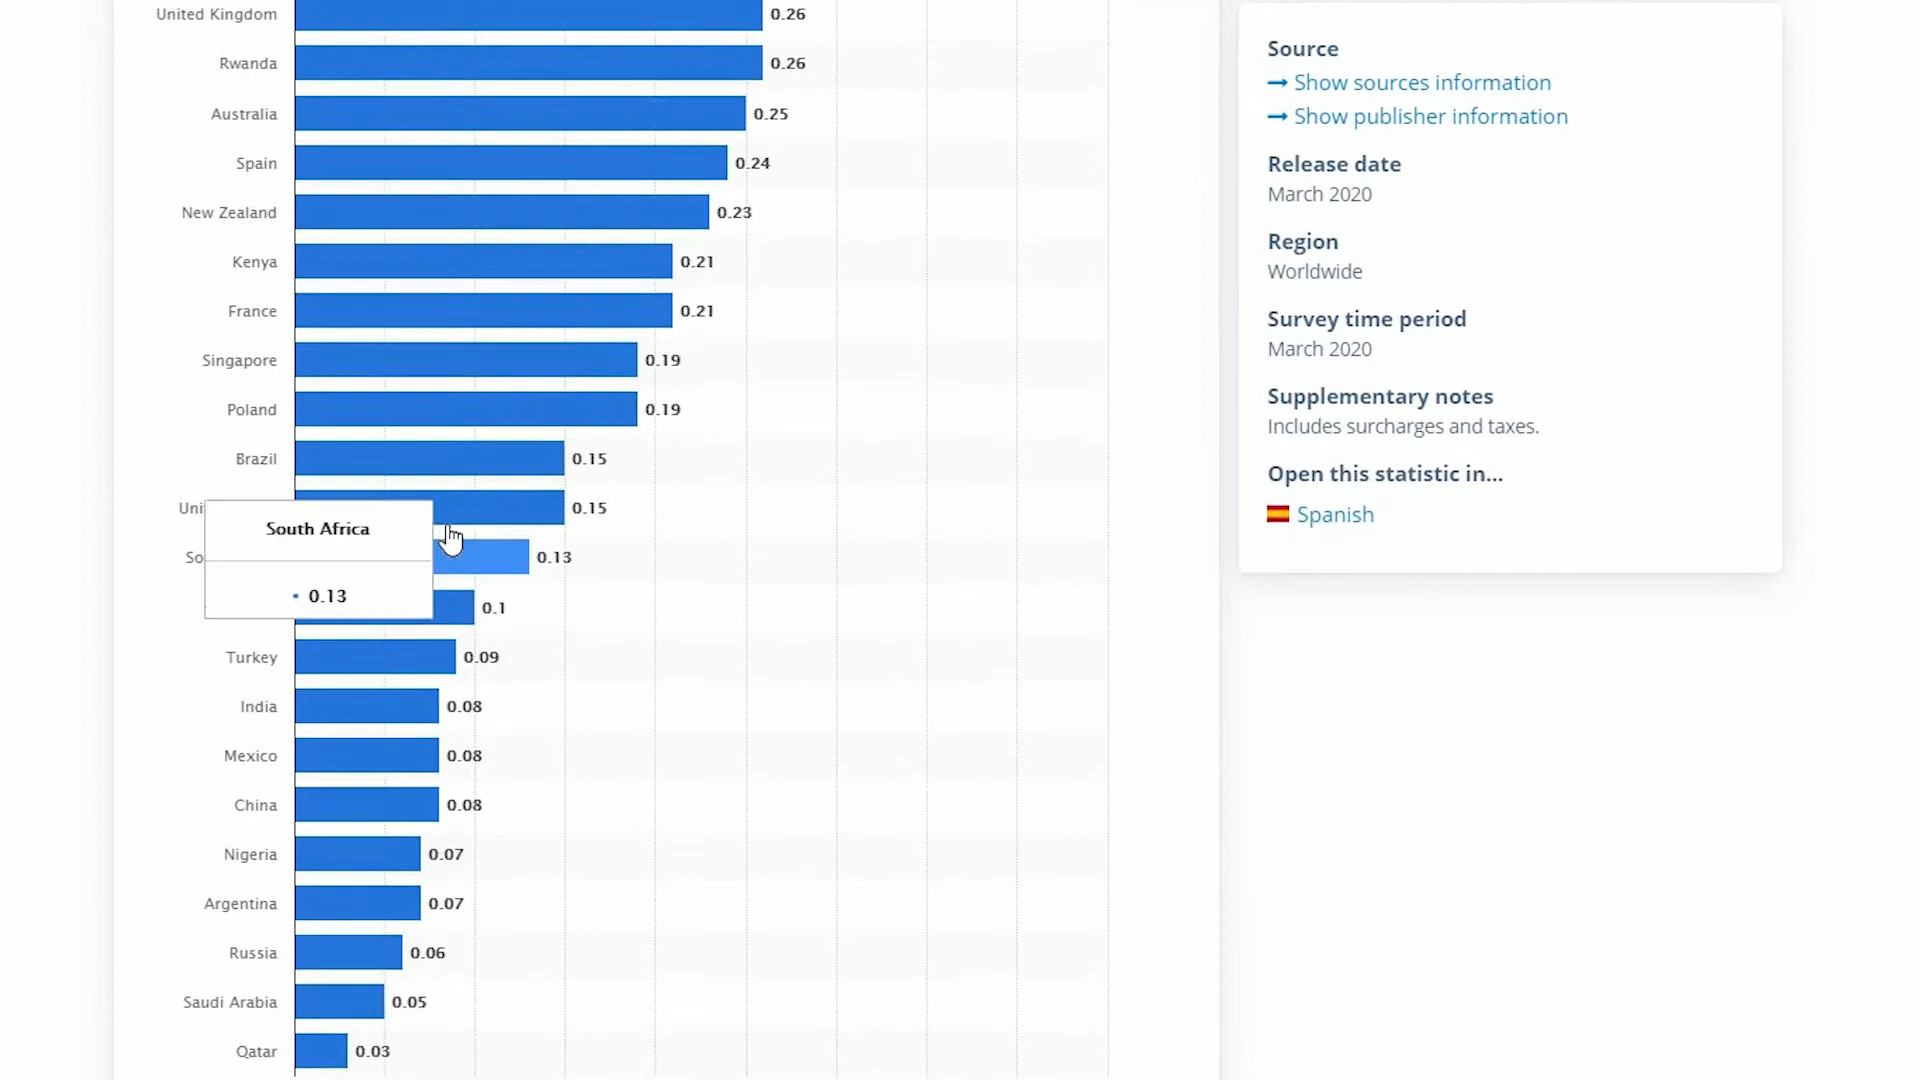 United Kingdom 0.26
Rwanda 0.26
Australia 0.25
Spain 0.24
New Zealand 0.23
Kenya 0.21
France 0.21
Singapore 0.19
Poland 0.19
Brazil 0.15
Uni 0.15
So 0.13
South Africa
0.13
0.1
Turkey 0.09
India 0.08
Mexico 0.08
China 0.08
Nigeria 0.07
Argentina 0.07
Russia 0.06
Saudi Arabia 0.05
Qatar 0.03
Source
Show sources information
Show publisher information
Release date
March 2020
Region
Worldwide
Survey time period
March 2020
Supplementary notes
Includes surcharges and taxes.
Open this statistic in...
Spanish